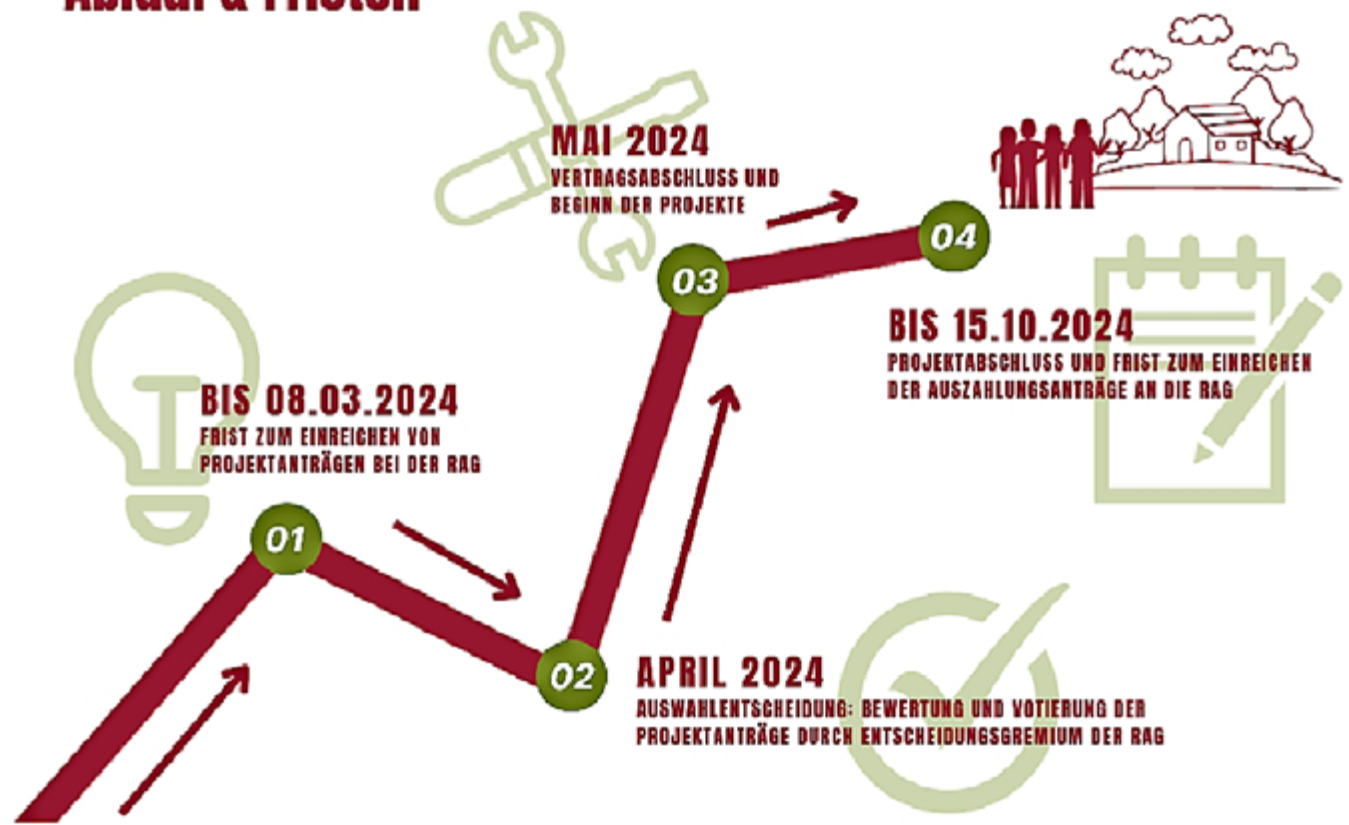 Ablauf & Fristen
MAI 2024
VERTRAGSABSCHLUSS UND
BEGINN DER PROJEKTE
03
04
BIS 15.10.2024
PROJEKTABSCHLUSS UND FRIST ZUM EINREICHEN
DER AUSZAHLUNGSANTRÄGE AN DIE RAG
BIS 08.03.2024
FRIST ZUM EINREICHEN VON
PROJEKTANTRÄGEN BEI DER RAG
01
02
APRIL 2024
AUSWAHLENTSCHEIDUNG: BEWERTUNG UND VOTIERUNG DER
PROJEKTANTRÄGE DURCH ENTSCHEIDUNGSGREMIUM DER RAG